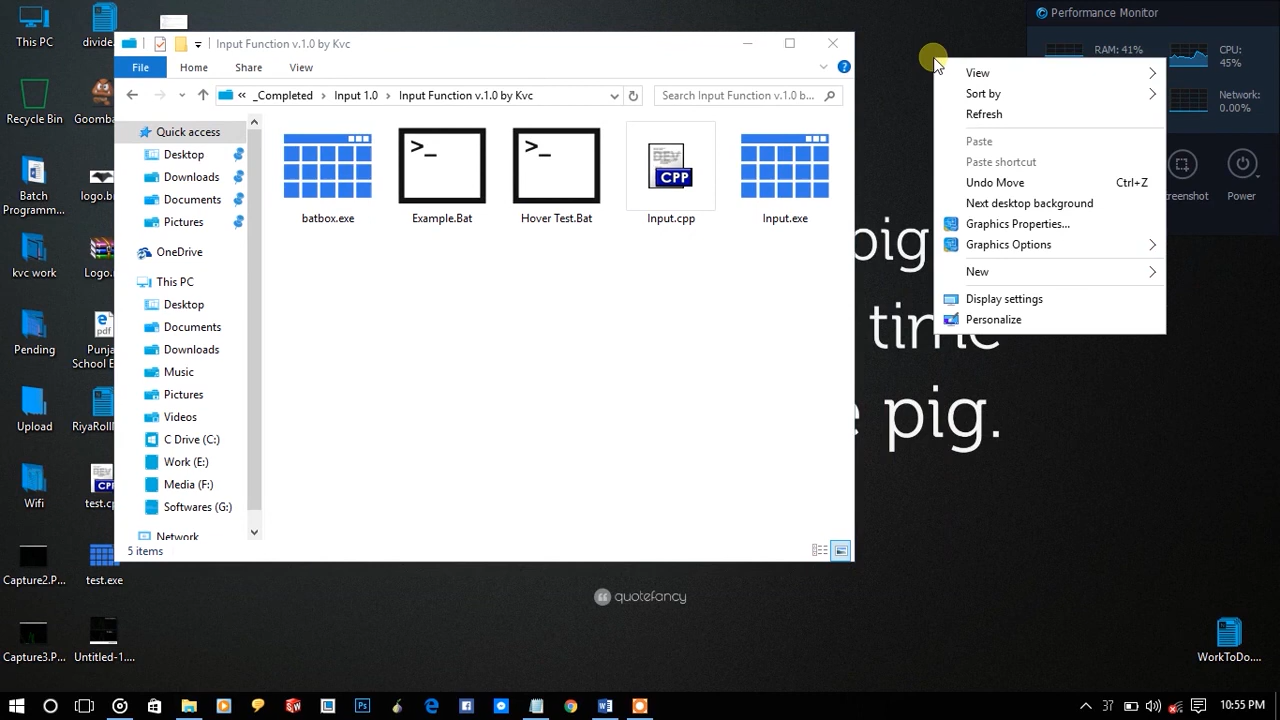 This PC
divide...
Recycle Bin
Goomba...
Batch
Programm...
logo.b...
kvc work
Logo....
Pending
Punja...
School E...
Upload
RyaRoll...
Wifi
test.cp...
Capture2.P...
test.exe
Capture3.P...
Untitled-1....
Input Function v.1.0 by Kvc
File
Home
Share
View
«
_Completed
Input 1.0
Input Function v.1.0 by Kvc
Search Input Function v.1.0 b...
Quick access
Desktop
Downloads
Documents
Pictures
OneDrive
This PC
Desktop
Documents
Downloads
Music
Pictures
Videos
C Drive (C:)
Work (E:)
Media (F:)
Softwares (G:)
Network
5 items
batbox.exe
Example.Bat
Hover Test.Bat
DEV
CPP
Input.cpp
Input.exe
Performance Monitor
RAM: 41%
CPU:
45%
Network:
0.00%
Power
View
Sort by
Refresh
Paste
Paste shortcut
Undo Move Ctrl+Z
Next desktop background
Graphics Properties...
Graphics Options
New
Display settings
Personalize
pig
time
pig.
quotefancy
WorkToDo....
37
10:55 PM